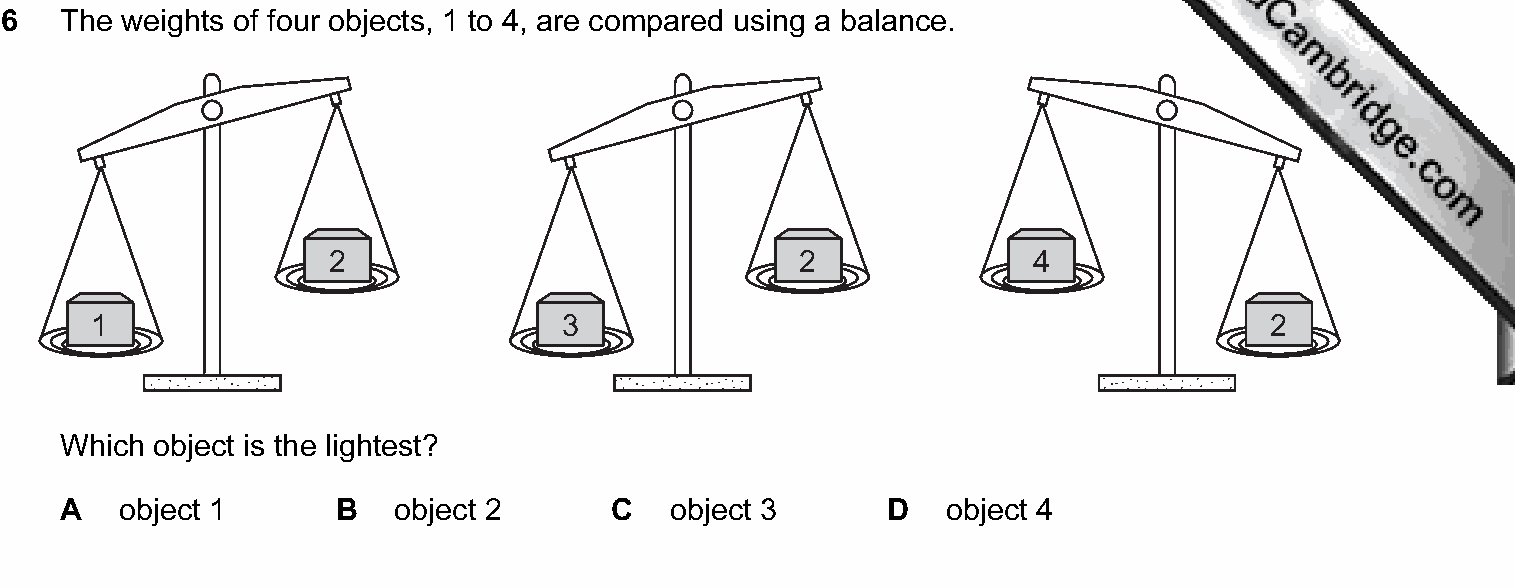 6 The weights of four objects, 1 to 4, are compared using a balance.
Cambridge.com
2 2 4
1 3 2
Which object is the lightest?
A object 1 B object 2 C object 3 D object 4